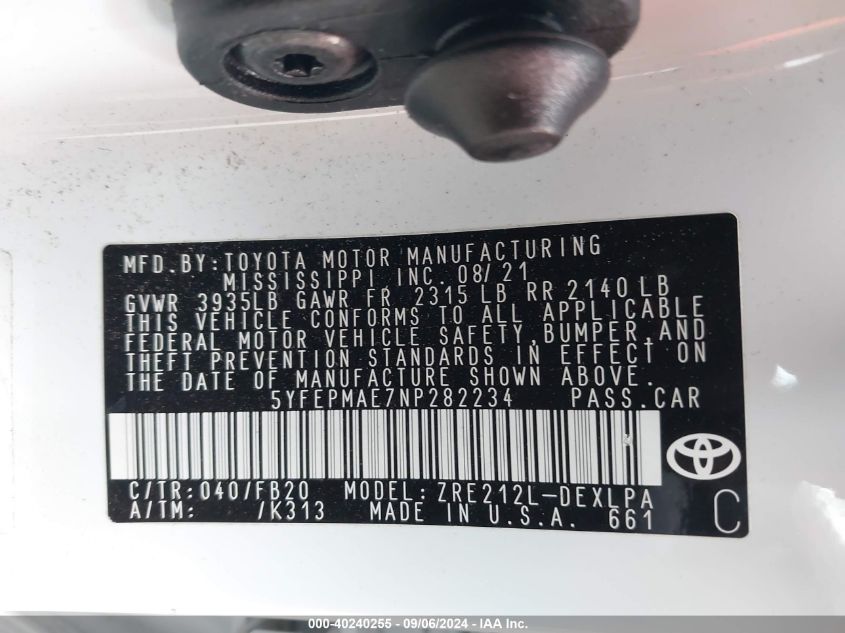 MFD. BY: TOYOTA MOTOR MANUFACTURING
MISSISSIPPI, INC. 08/21
GVWR 3935LB GAWR FR 2315 LB RR 2140 LB
THIS VEHICLE CONFORMS TO ALL APPLICABLE
FEDERAL MOTOR VEHICLE SAFETY, BUMPER, AND
THEFT PREVENTION STANDARDS IN EFFECT ON
THE DATE OF MANUFACTURE SHOWN ABOVE.
5YFEPMAE7NP282234 PASS. CAR
C/TR: 040/FB20 MODEL: ZRE212L-DEXLPA
A/TM: /K313 MADE IN U.S.A. 661 C
000-40240255 - 09/06/2024 - IAA Inc.